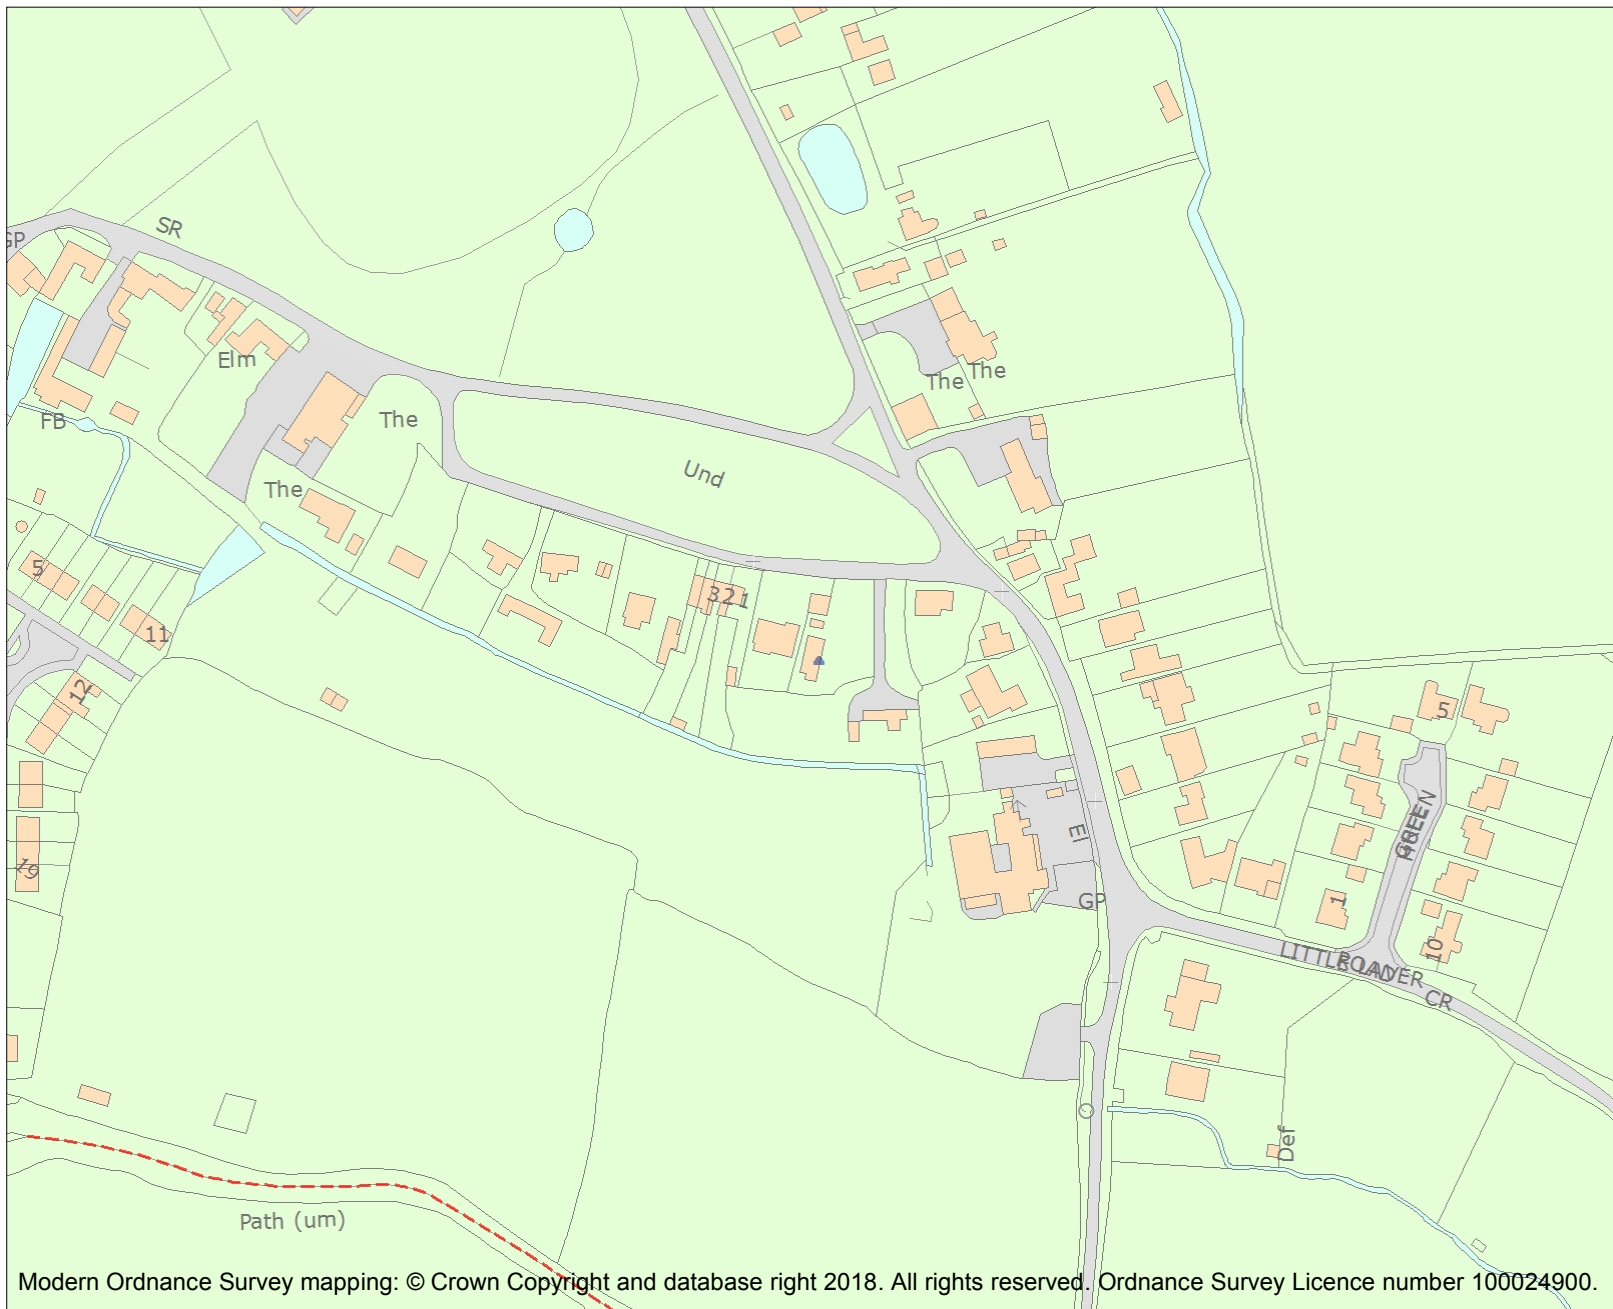 SR
GP
Elm
The
The
The
FB
The
Und
5
3 2 1
11
12
5
GREEN
El
19
1
GP
10
LITTLE
ROAD
CR
Def
Path (um)
Modern Ordnance Survey mapping: © Crown Copyright and database right 2018. All rights reserved. Ordnance Survey Licence number 100024900.